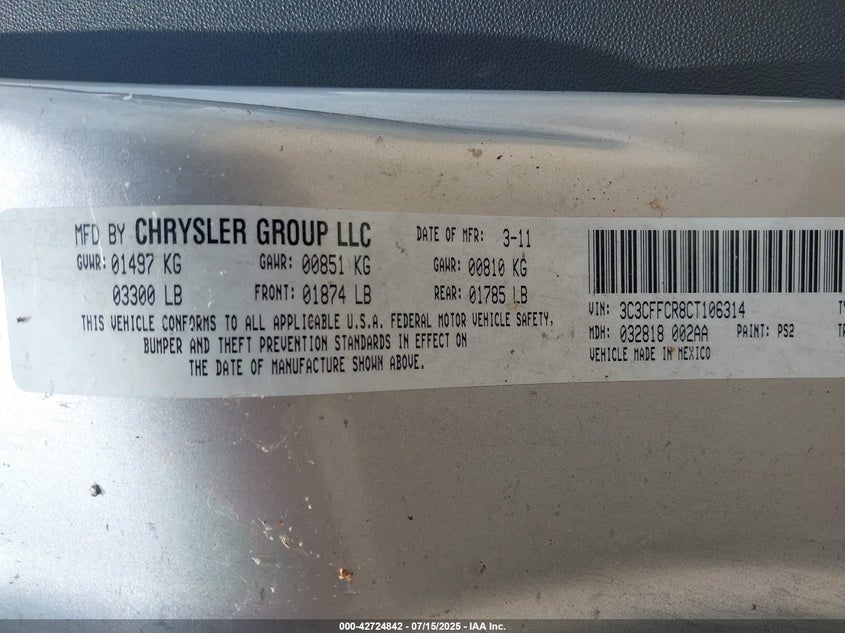 MFD BY CHRYSLER GROUP LLC DATE OF MFR: 3-11
GVWR: 01497 KG GAWR: 00851 KG GAWR: 00810 KG
03300 LB FRONT: 01874 LB REAR: 01785 LB
THIS VEHICLE CONFORMS TO ALL APPLICABLE U.S.A. FEDERAL MOTOR VEHICLE SAFETY,
BUMPER AND THEFT PREVENTION STANDARDS IN EFFECT ON
THE DATE OF MANUFACTURE SHOWN ABOVE.
VIN: 3C3CFFCR8CT106314
MDH: 032818 002AA PAINT: PS2
VEHICLE MADE IN MEXICO
000-42724842 - 07/15/2025 - IAA Inc.